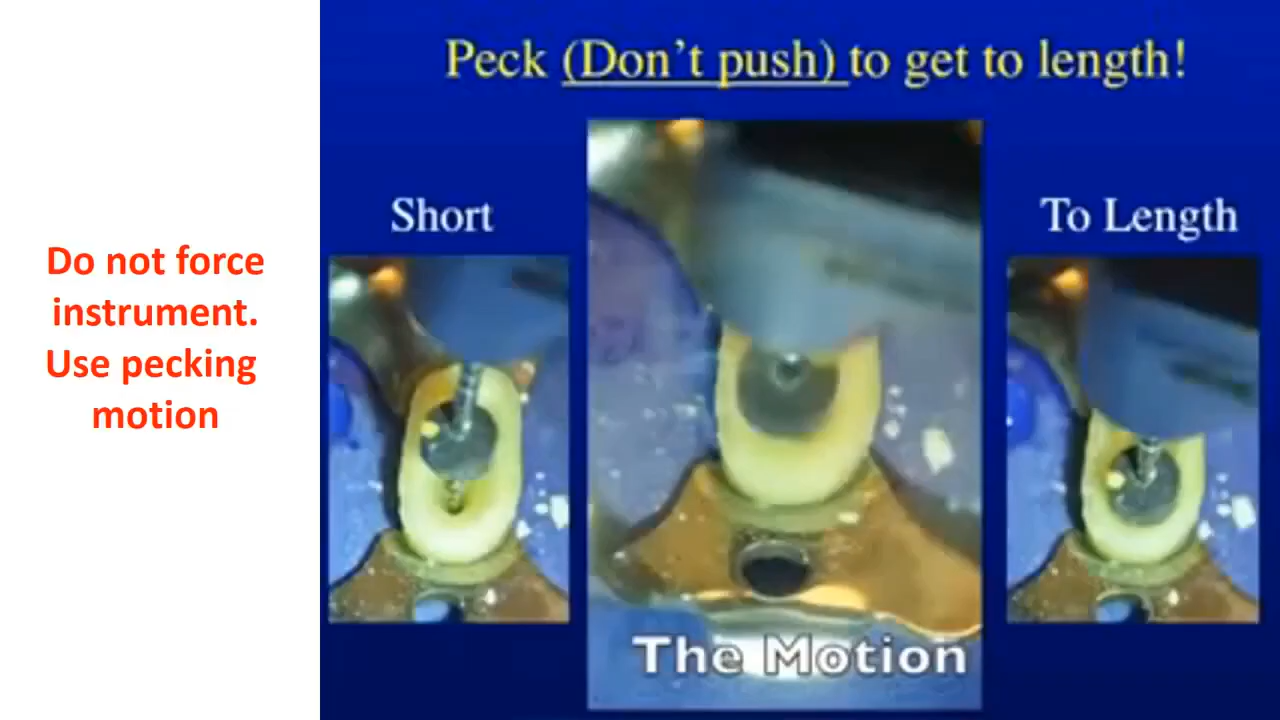 Peck (Don't push) to get to length!
Do not force
instrument.
Use pecking
motion
Short
To Length
The Motion